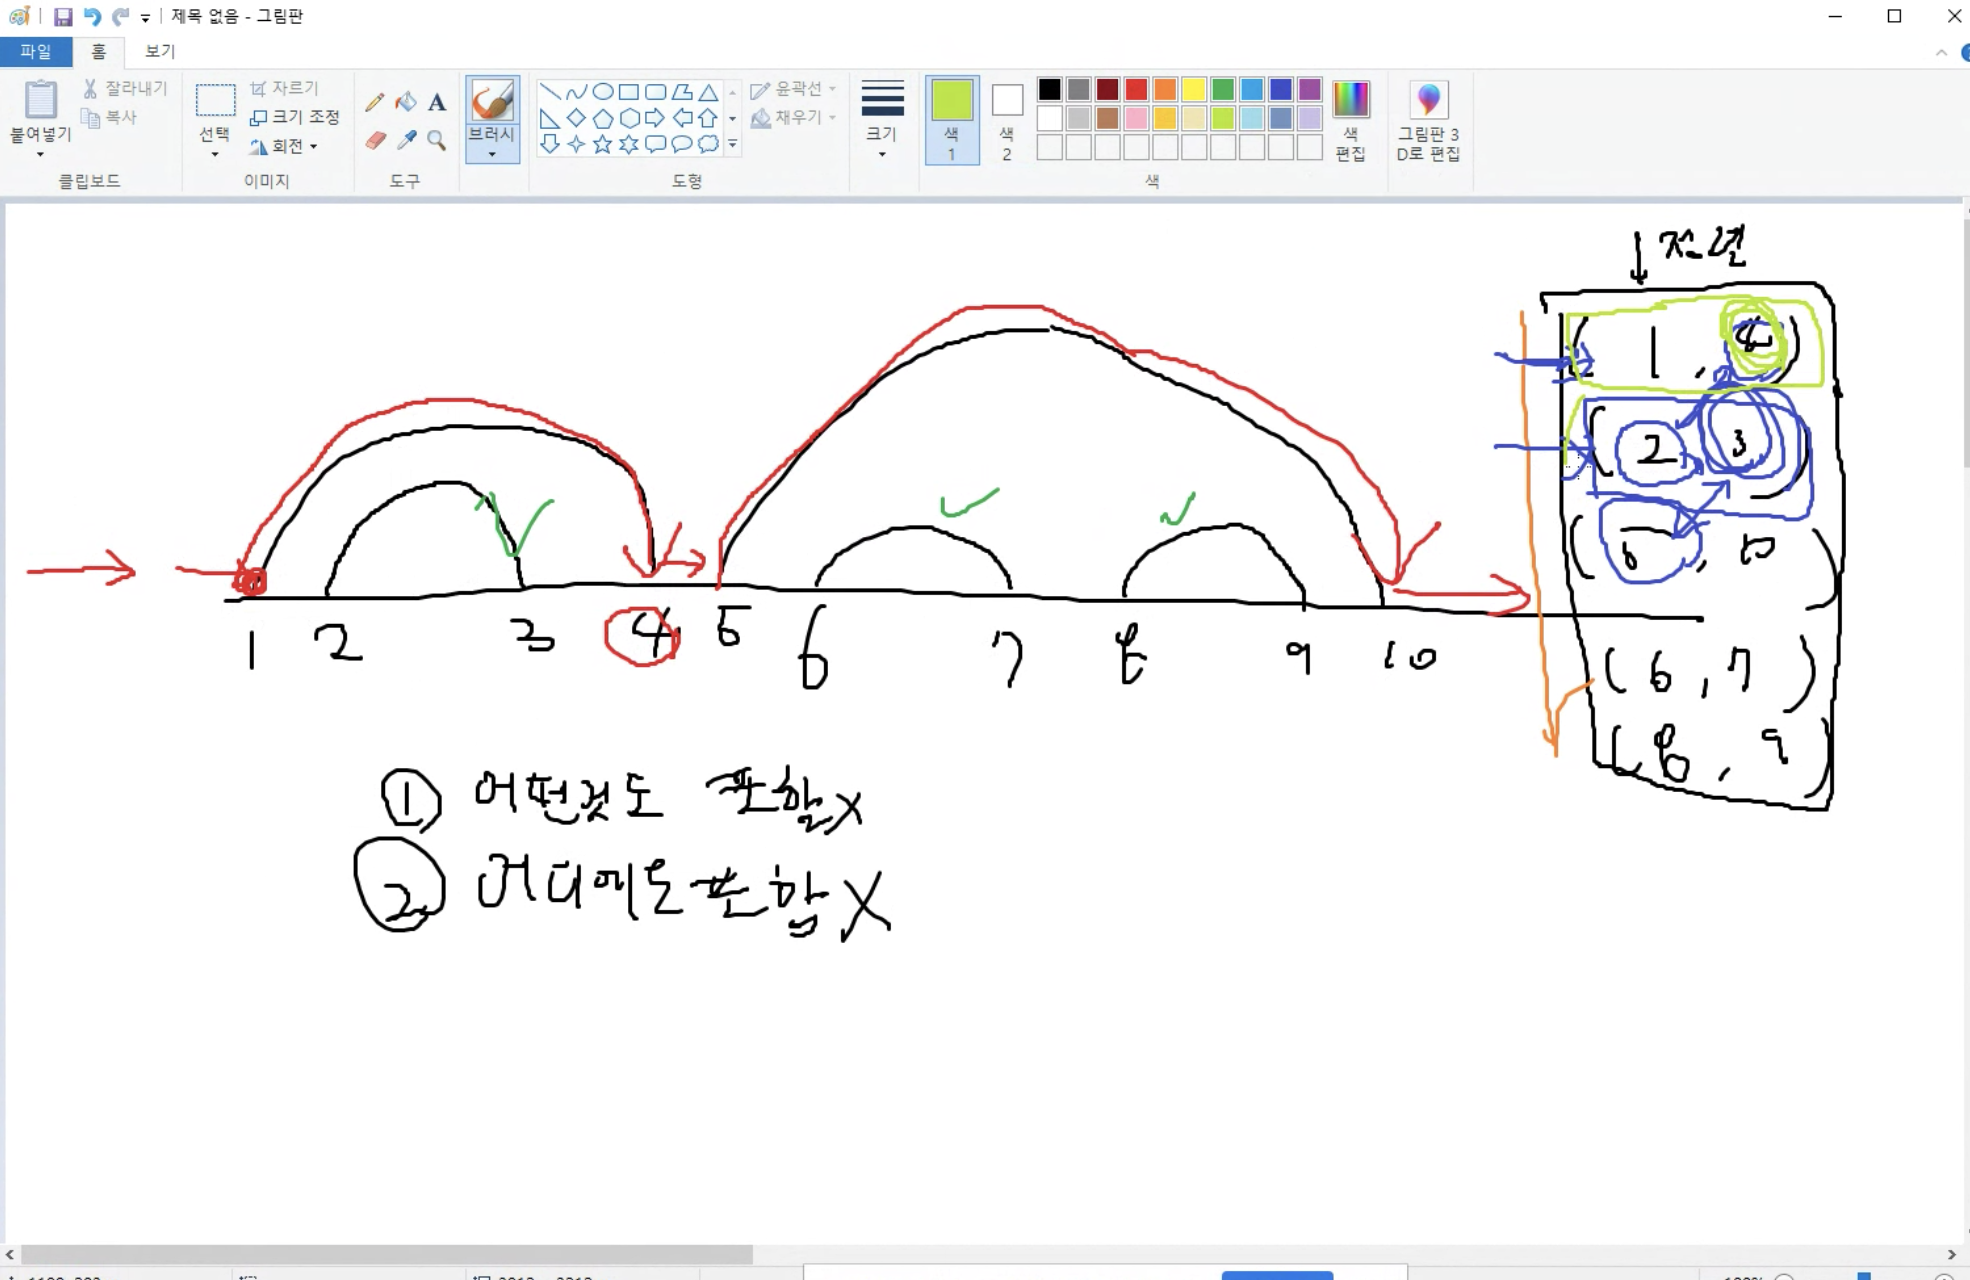 제목 없음 - 그림판
파일 홈 보기
붙여넣기
잘라내기
복사
클립보드
선택
자르기
크기 조정
회전
이미지
A
도구
브러시
도형
윤곽선
채우기
크기
색
1
색
2
색
편집
색
그림판 3
D로 편집
1 2 3 4 5 6 7 8 9 10
( 1 , 4 )
( 2 3 )
( , 10 )
( 6 , 7 )
( 8 , 9 )
① 어떤것도 포함 X
② 어디에도 포함 X
100%